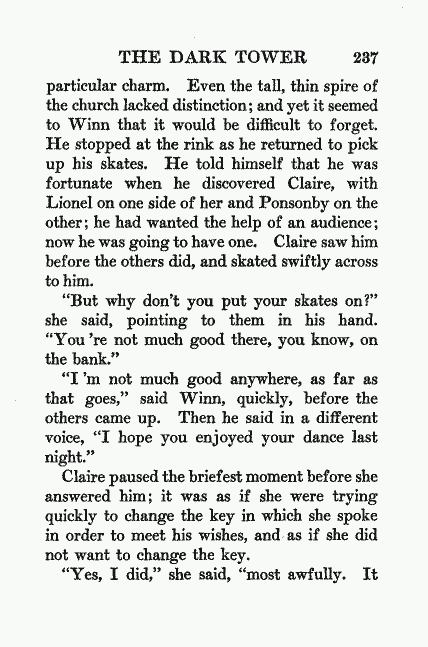 THE DARK TOWER 237
particular charm. Even the tall, thin spire of
the church lacked distinction; and yet it seemed
to Winn that it would be difficult to forget.
He stopped at the rink as he returned to pick
up his skates. He told himself that he was
fortunate when he discovered Claire, with
Lionel on one side of her and Ponsonby on the
other; he had wanted the help of an audience;
now he was going to have one. Claire saw him
before the others did, and skated swiftly across
to him.
"But why don't you put your skates on?"
she said, pointing to them in his hand.
"You 're not much good there, you know, on
the bank."
"I 'm not much good anywhere, as far as
that goes," said Winn, quickly, before the
others came up. Then he said in a different
voice, "I hope you enjoyed your dance last
night."
Claire paused the briefest moment before she
answered him; it was as if she were trying
quickly to change the key in which she spoke
in order to meet his wishes, and as if she did
not want to change the key.
"Yes, I did," she said, "most awfully. It